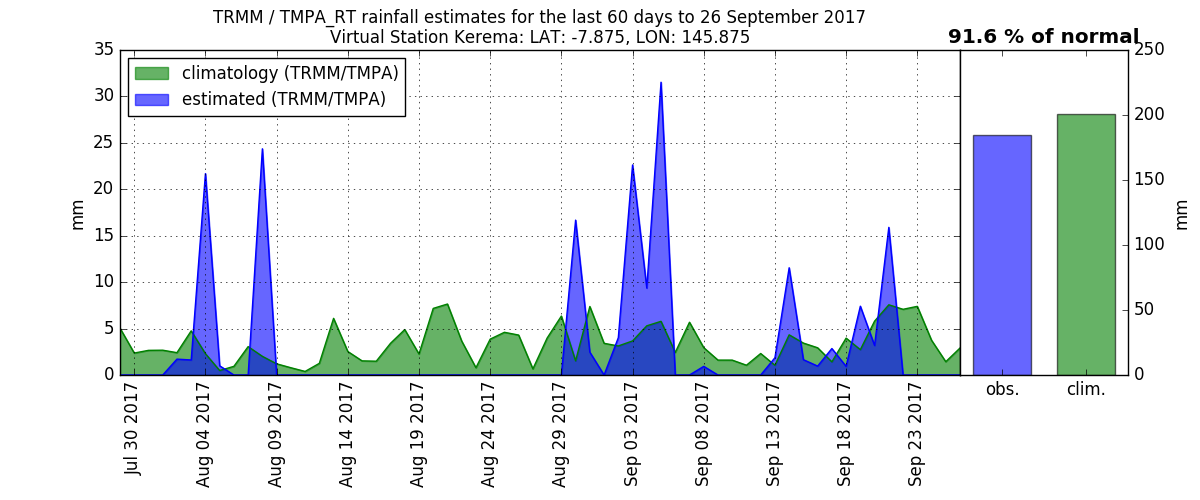 TRMM / TMPA_RT rainfall estimates for the last 60 days to 26 September 2017
Virtual Station Kerema: LAT: -7.875, LON: 145.875
91.6 % of normal
climatology (TRMM/TMPA)
estimated (TRMM/TMPA)
35
30
25
20
15
10
5
0
mm
Jul 30 2017
Aug 04 2017
Aug 09 2017
Aug 14 2017
Aug 19 2017
Aug 24 2017
Aug 29 2017
Sep 03 2017
Sep 08 2017
Sep 13 2017
Sep 18 2017
Sep 23 2017
obs.
clim.
250
200
150
100
50
0
mm